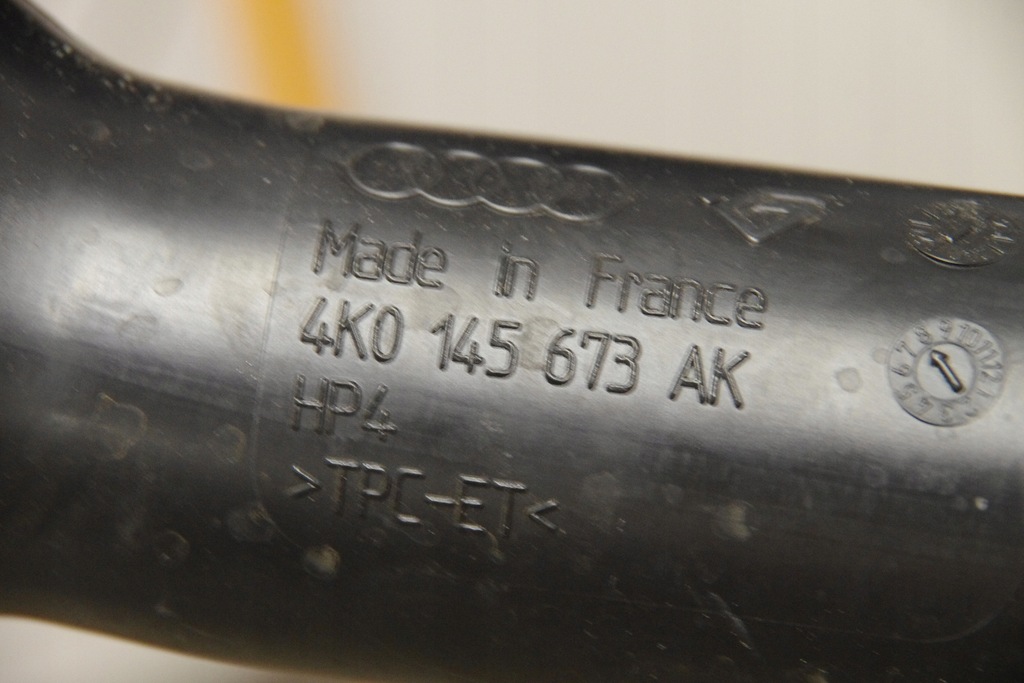 Made in France
4K0 145 673 AK
HP4
>TPC-ET<